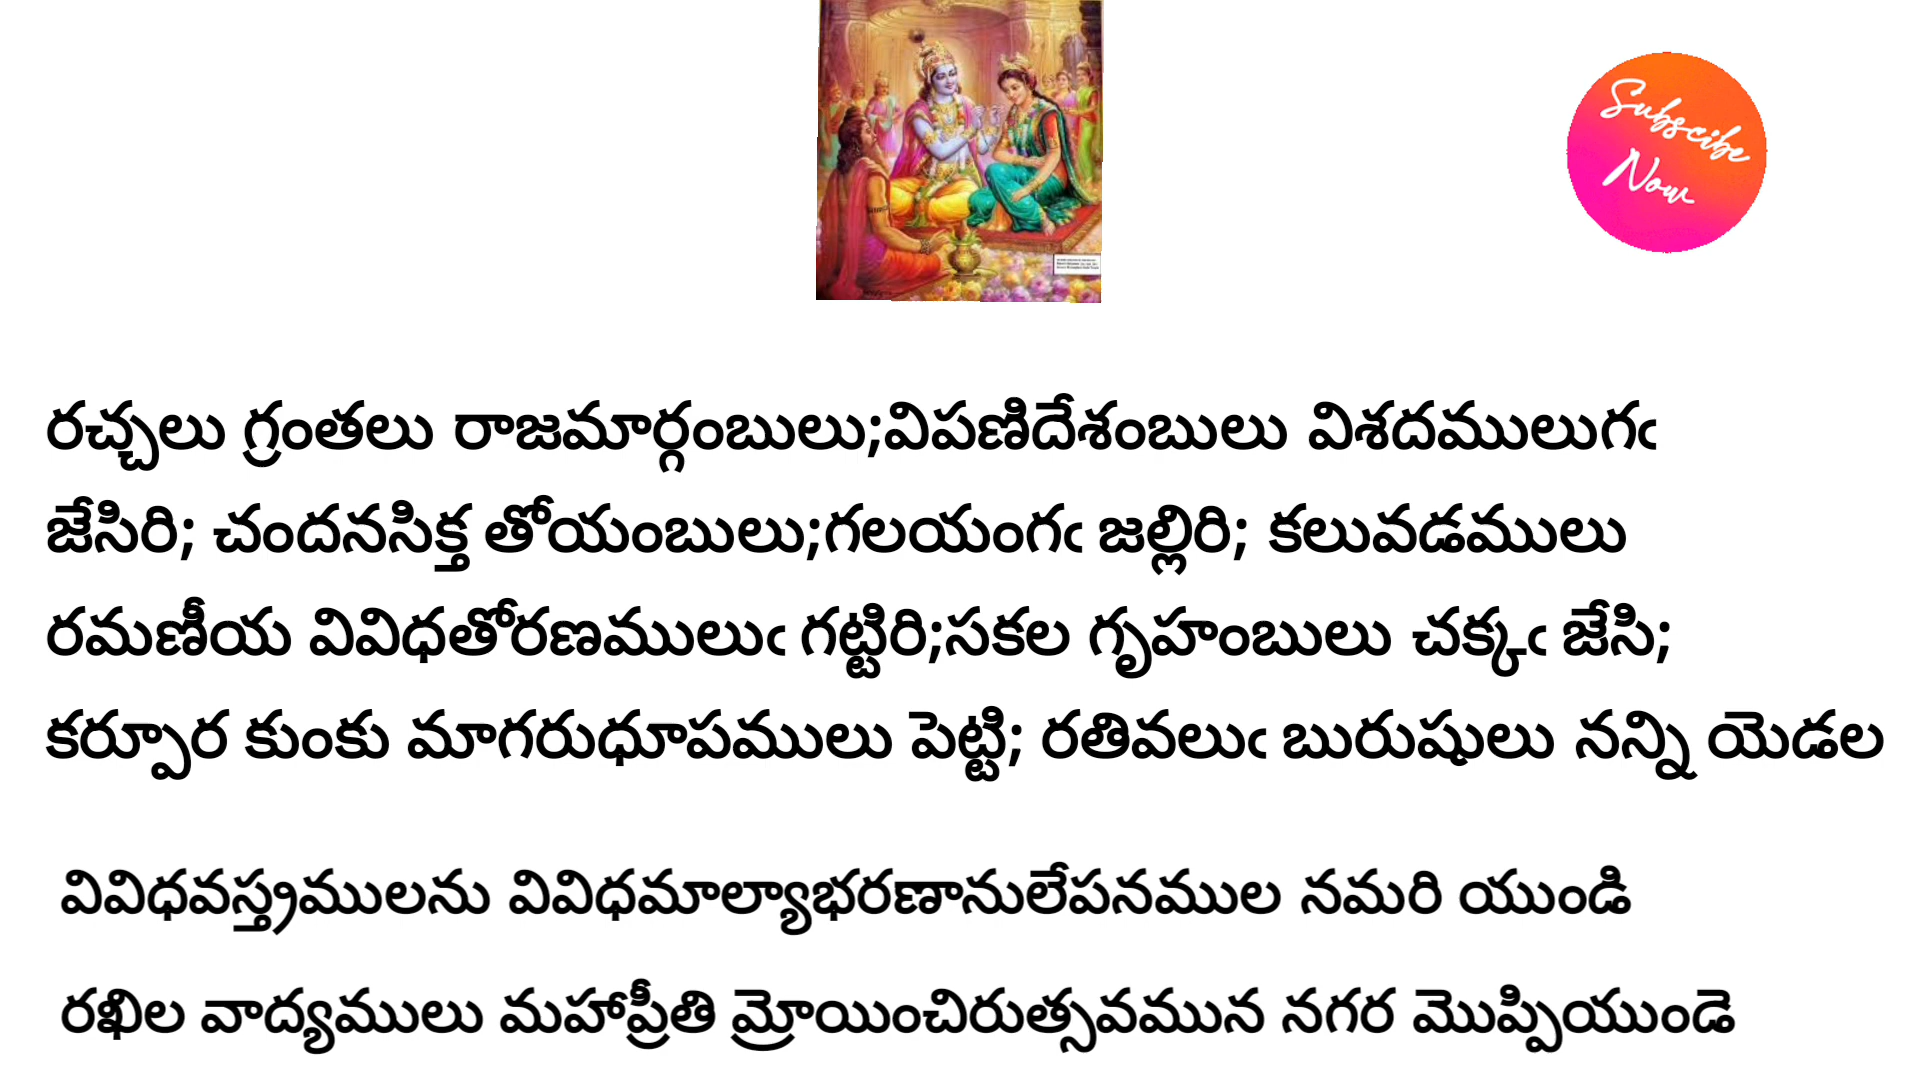 Subscibe
Now
రచ్చలు గ్రంతలు రాజమార్గంబులు;విపణిదేశంబులు విశదములుగఁ
జేసిరి; చందనసిక్త తోయంబులు;గలయంగఁ జల్లిరి; కలువడములు
రమణీయ వివిధతోరణములుఁ గట్టిరి;సకల గృహంబులు చక్కఁ జేసి;
కర్పూర కుంకు మాగరుధూపములు పెట్టి; రతివలుఁ బురుషులు నన్ని యెడల
వివిధవస్త్రములను వివిధమాల్యాభరణానులేపనముల నమరి యుండి
రఖిల వాద్యములు మహాప్రీతి మ్రోయించిరుత్సవమున నగర మొప్పియుండె